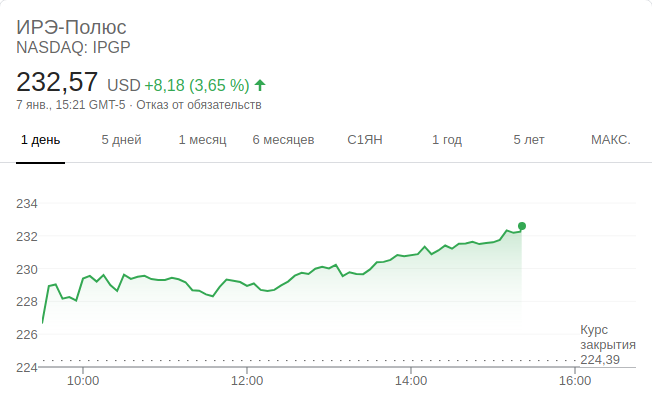 ИРЭ-Полюс
NASDAQ: IPGP
232,57 USD +8,18 (3,65 %)
7 янв., 15:21 GMT-5 · Отказ от обязательств
1 день 5 дней 1 месяц 6 месяцев С1ЯН 1 год 5 лет МАКС.
234
232
230
228
226
Курс
закрытия
224,39
224
10:00 12:00 14:00 16:00